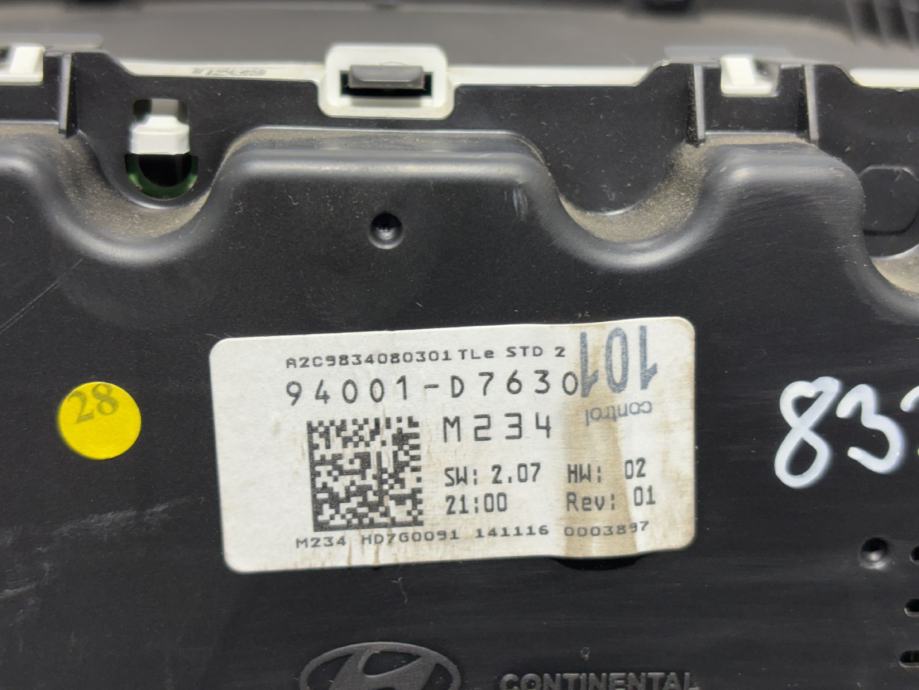 A2C9834080301 TLe STD 2
94001-D7630
101
control
M234
SW: 2.07 HW: 02
21:00 Rev: 01
M234 HD7G0091 141116 0003897
28
CONTINENTAL